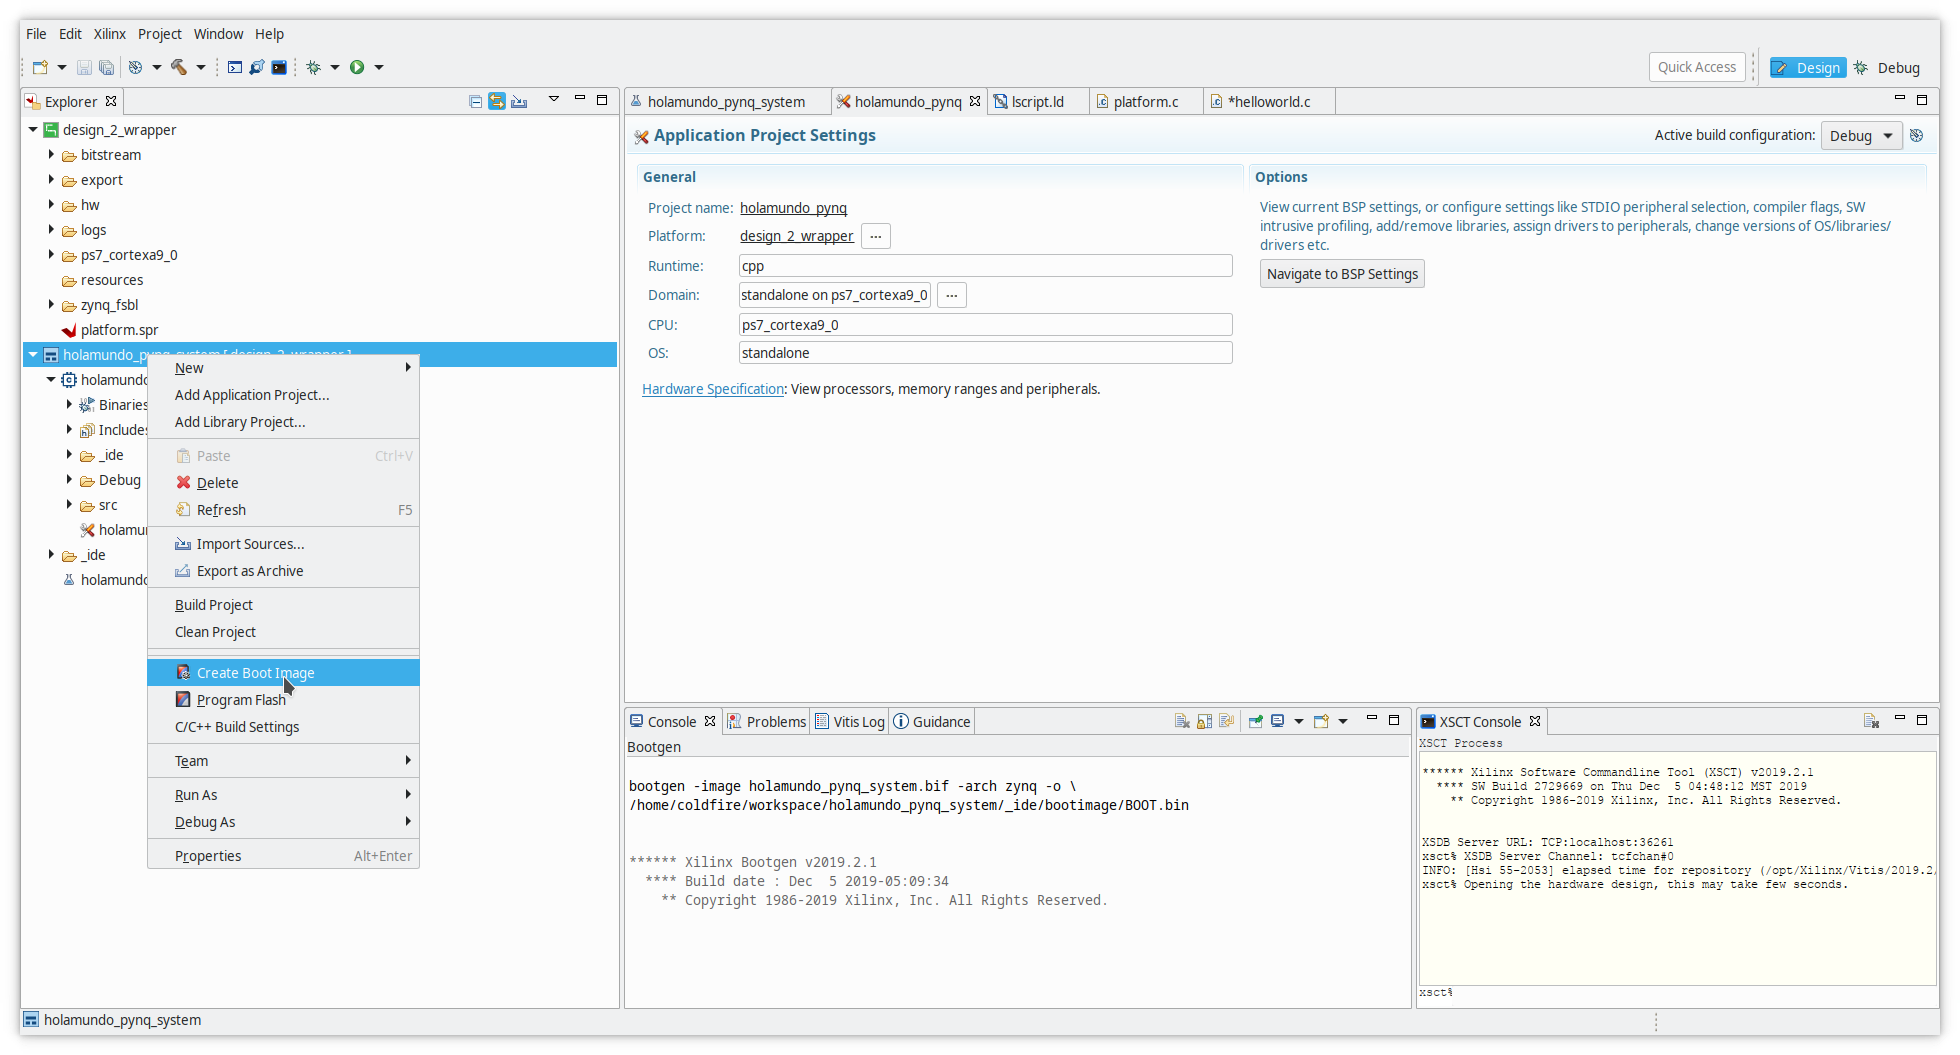 File Edit Xilinx Project Window Help
Quick Access
Design
Debug
Explorer
design_2_wrapper
bitstream
export
hw
logs
ps7_cortexa9_0
resources
zynq_fsbl
platform.spr
holamundo_pynq_system [ design_2_wrapper ]
holamundo
Binaries
Includes
_ide
Debug
src
holamu
_ide
holamundo
New
Add Application Project...
Add Library Project...
Paste Ctrl+V
Delete
Refresh F5
Import Sources...
Export as Archive
Build Project
Clean Project
Create Boot Image
Program Flash
C/C++ Build Settings
Team
Run As
Debug As
Properties Alt+Enter
holamundo_pynq_system
holamundo_pynq
lscript.ld
platform.c
*helloworld.c
Application Project Settings
Active build configuration: Debug
General
Project name: holamundo_pynq
Platform: design_2_wrapper ...
Runtime: cpp
Domain: standalone on ps7_cortexa9_0 ...
CPU: ps7_cortexa9_0
OS: standalone
Hardware Specification: View processors, memory ranges and peripherals.
Options
View current BSP settings, or configure settings like STDIO peripheral selection, compiler flags, SW
intrusive profiling, add/remove libraries, assign drivers to peripherals, change versions of OS/libraries/
drivers etc.
Navigate to BSP Settings
Console
Problems
Vitis Log
Guidance
Bootgen
bootgen -image holamundo_pynq_system.bif -arch zynq -o \
/home/coldfire/workspace/holamundo_pynq_system/_ide/bootimage/BOOT.bin
****** Xilinx Bootgen v2019.2.1
**** Build date : Dec 5 2019-05:09:34
** Copyright 1986-2019 Xilinx, Inc. All Rights Reserved.
XSCT Console
XSCT Process
****** Xilinx Software Commandline Tool (XSCT) v2019.2.1
**** SW Build 2729669 on Thu Dec 5 04:48:12 MST 2019
** Copyright 1986-2019 Xilinx, Inc. All Rights Reserved.
XSDB Server URL: TCP:localhost:36261
xsct% XSDB Server Channel: tcfchan#0
INFO: [Hsi 55-2053] elapsed time for repository (/opt/Xilinx/Vitis/2019.2/
xsct% Opening the hardware design, this may take few seconds.
xsct%
holamundo_pynq_system